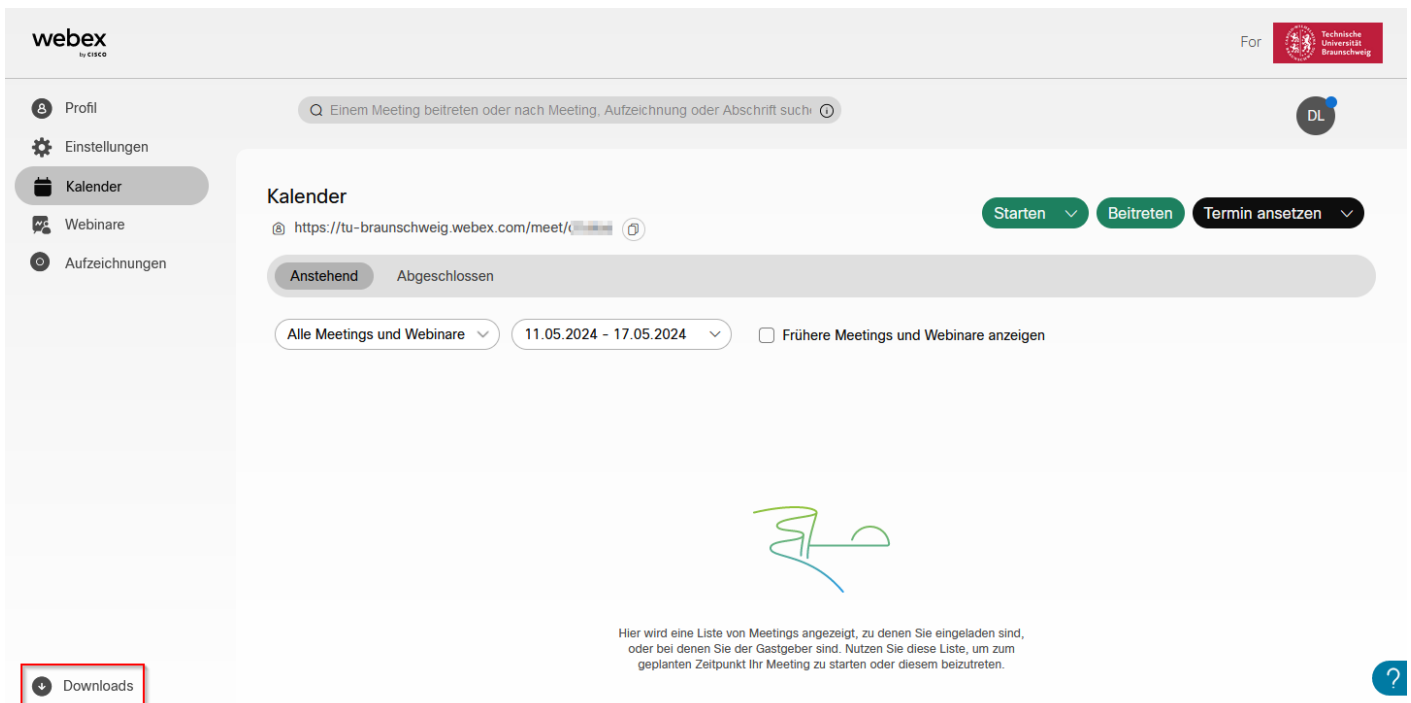 webex
by CISCO
For
Technische
Universität
Braunschweig
Profil
Einstellungen
Kalender
Webinare
Aufzeichnungen
Downloads
Einem Meeting beitreten oder nach Meeting, Aufzeichnung oder Abschrift such
DL
Kalender
https://tu-braunschweig.webex.com/meet/
Starten
Beitreten
Termin ansetzen
Anstehend Abgeschlossen
Alle Meetings und Webinare 11.05.2024 - 17.05.2024 Frühere Meetings und Webinare anzeigen
Hier wird eine Liste von Meetings angezeigt, zu denen Sie eingeladen sind,
oder bei denen Sie der Gastgeber sind. Nutzen Sie diese Liste, um zum
geplanten Zeitpunkt Ihr Meeting zu starten oder diesem beizutreten.
?